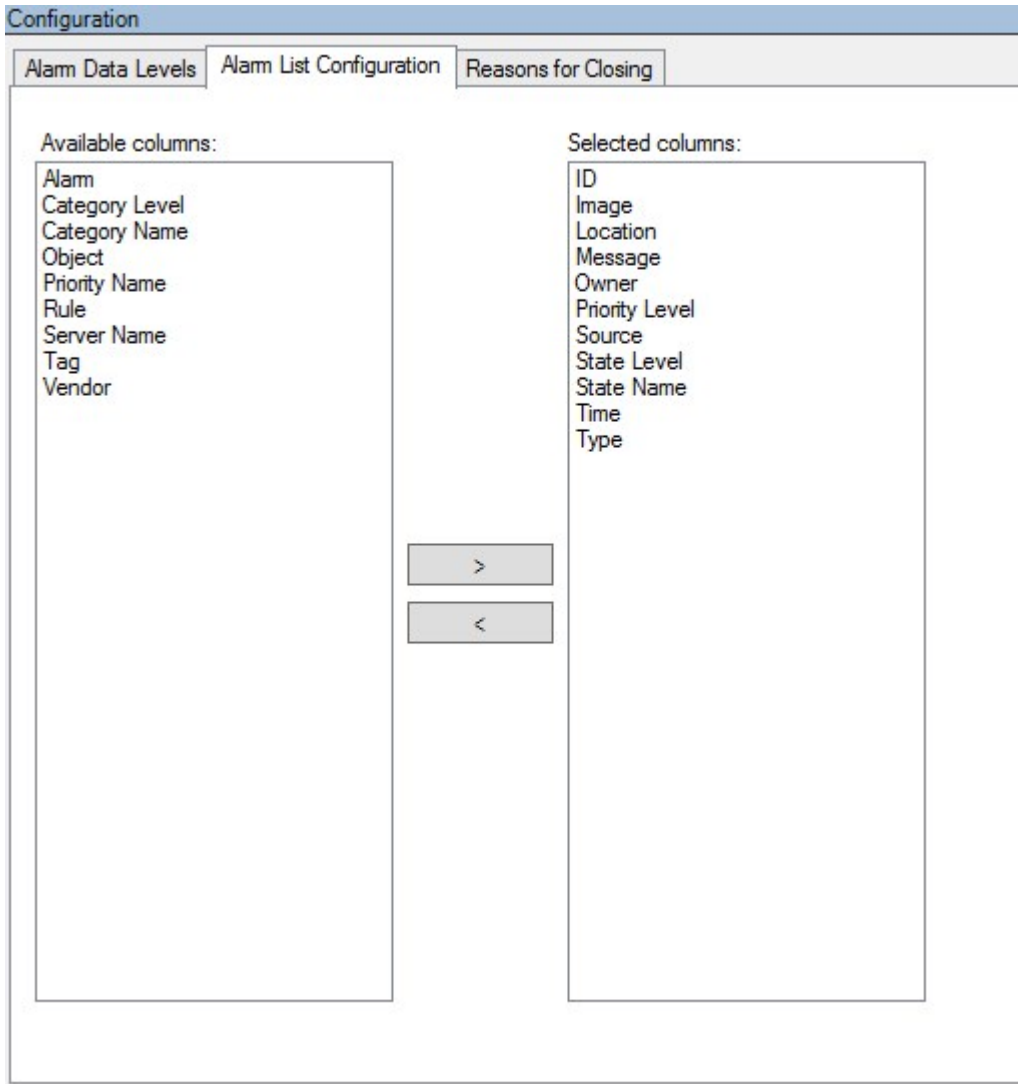 Configuration
Alarm Data Levels
Alarm List Configuration
Reasons for Closing
Available columns:
Alarm
Category Level
Category Name
Object
Priority Name
Rule
Server Name
Tag
Vendor
>
<
Selected columns:
ID
Image
Location
Message
Owner
Priority Level
Source
State Level
State Name
Time
Type